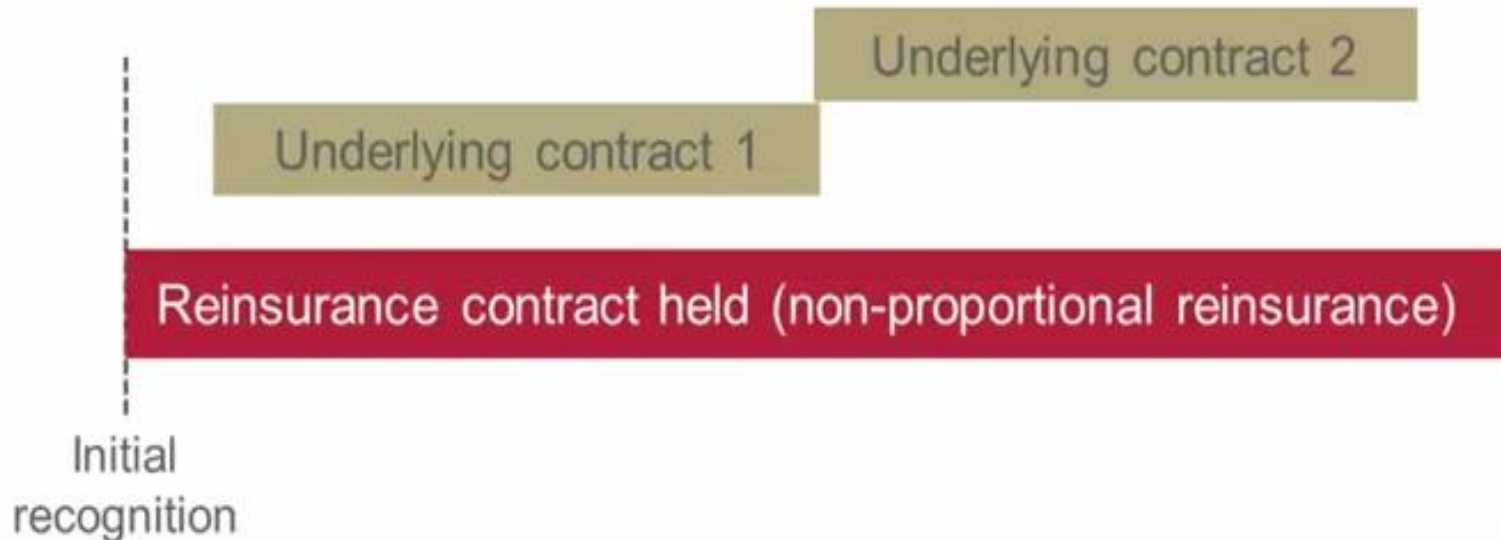 Underlying contract 2
Underlying contract 1
Reinsurance contract held (non-proportional reinsurance)
Initial
recognition